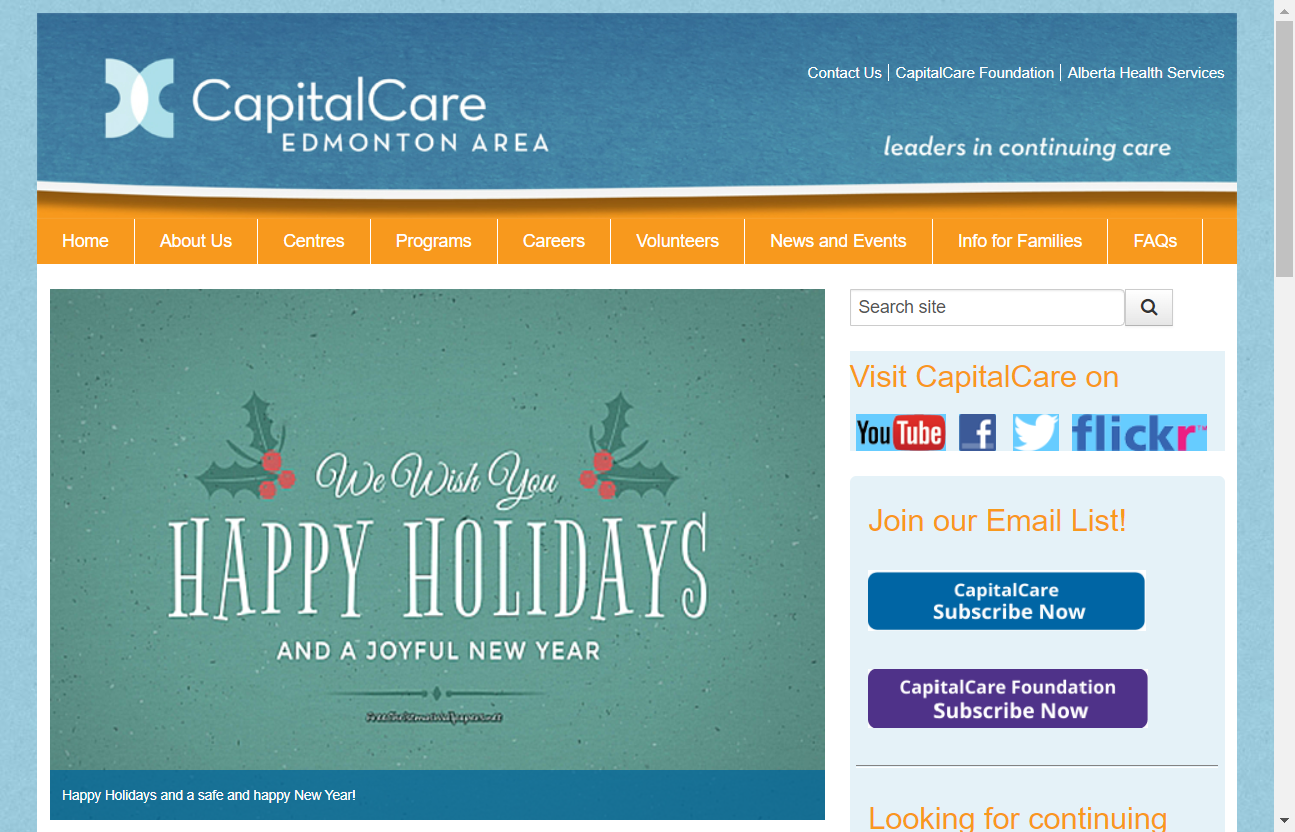 CapitalCare
EDMONTON AREA
Contact Us
CapitalCare Foundation
Alberta Health Services
leaders in continuing care
Home
About Us
Centres
Programs
Careers
Volunteers
News and Events
Info for Families
FAQs
We Wish You
HAPPY HOLIDAYS
AND A JOYFUL NEW YEAR
Happy Holidays and a safe and happy New Year!
Search site
Visit CapitalCare on
YouTube
f
flickr™
Join our Email List!
CapitalCare
Subscribe Now
CapitalCare Foundation
Subscribe Now
Looking for continuing